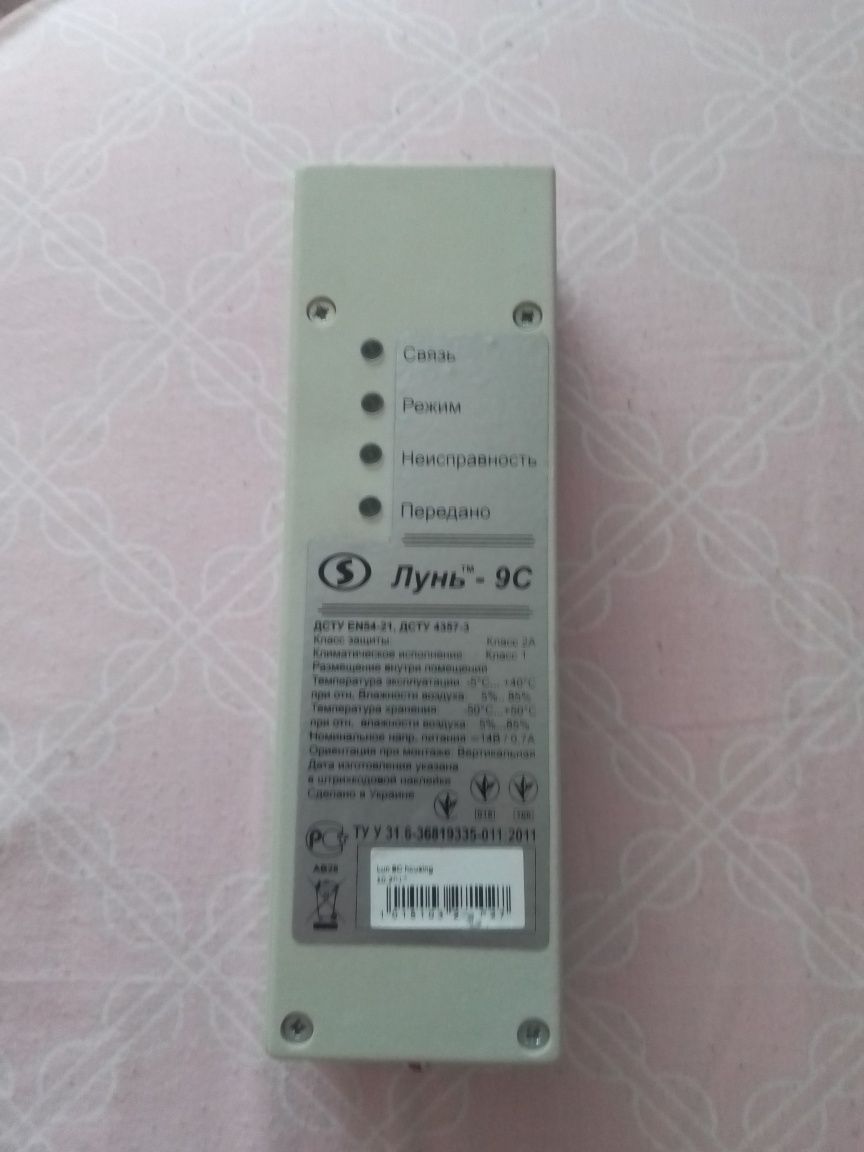 Связь
Режим
Неисправность
Передано
S Лунь™- 9С
ДСТУ EN54-21, ДСТУ 4357-3
Класс защиты Класс 2А
Климатическое исполнение Класс 1
Размещение внутри помещений
Температура эксплуатации -5°С... +40°С
при отн. Влажности воздуха 5%...85%
Температура хранения -50°С...+50°С
при отн. влажности воздуха 5%...85%
Номинальное напр. питания =14В / 0,7А
Ориентация при монтаже: Вертикальная
Дата изготовления указана
в штрихкодовой наклейке
Сделано в Украине
ТУ У 31.6-36819335-011:2011
АВ28
Lun 9C housing